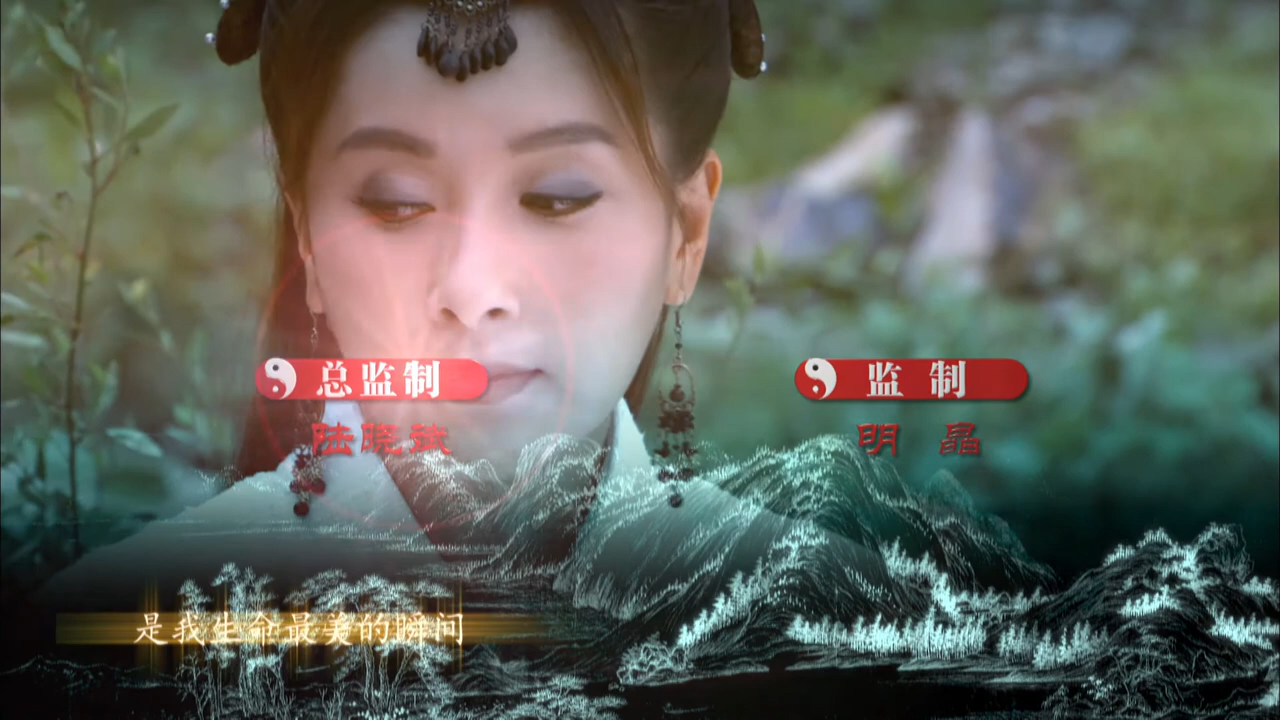 总监制
陆晓斌
监制
明晶
是我生命最美的瞬间